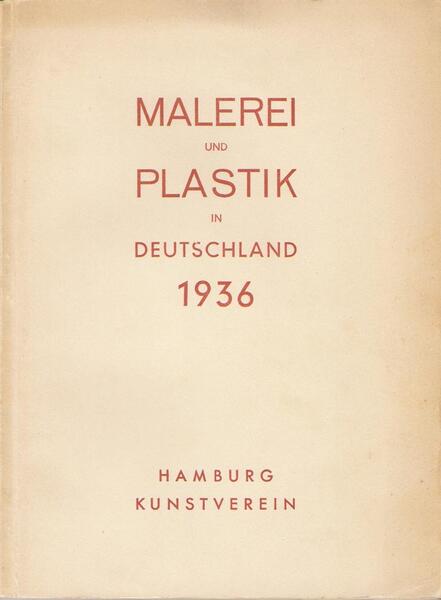 MALEREI
UND
PLASTIK
IN
DEUTSCHLAND
1936
HAMBURG
KUNSTVEREIN